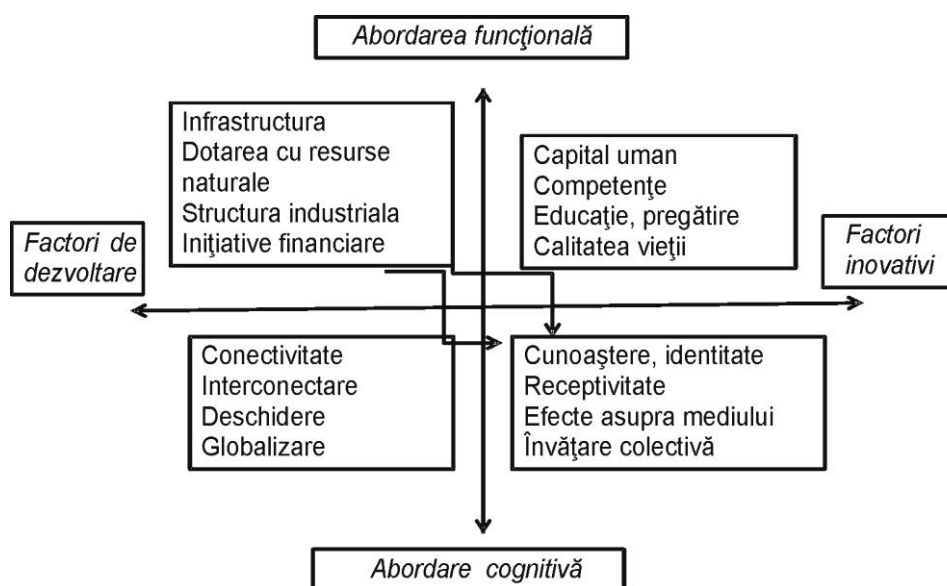 Abordarea funcţională
Infrastructura
Dotarea cu resurse
naturale
Structura industriala
Iniţiative financiare
Capital uman
Competenţe
Educaţie, pregătire
Calitatea vieţii
Factori de
dezvoltare
Factori
inovativi
Conectivitate
Interconectare
Deschidere
Globalizare
Cunoaştere, identitate
Receptivitate
Efecte asupra mediului
Învăţare colectivă
Abordare cognitivă